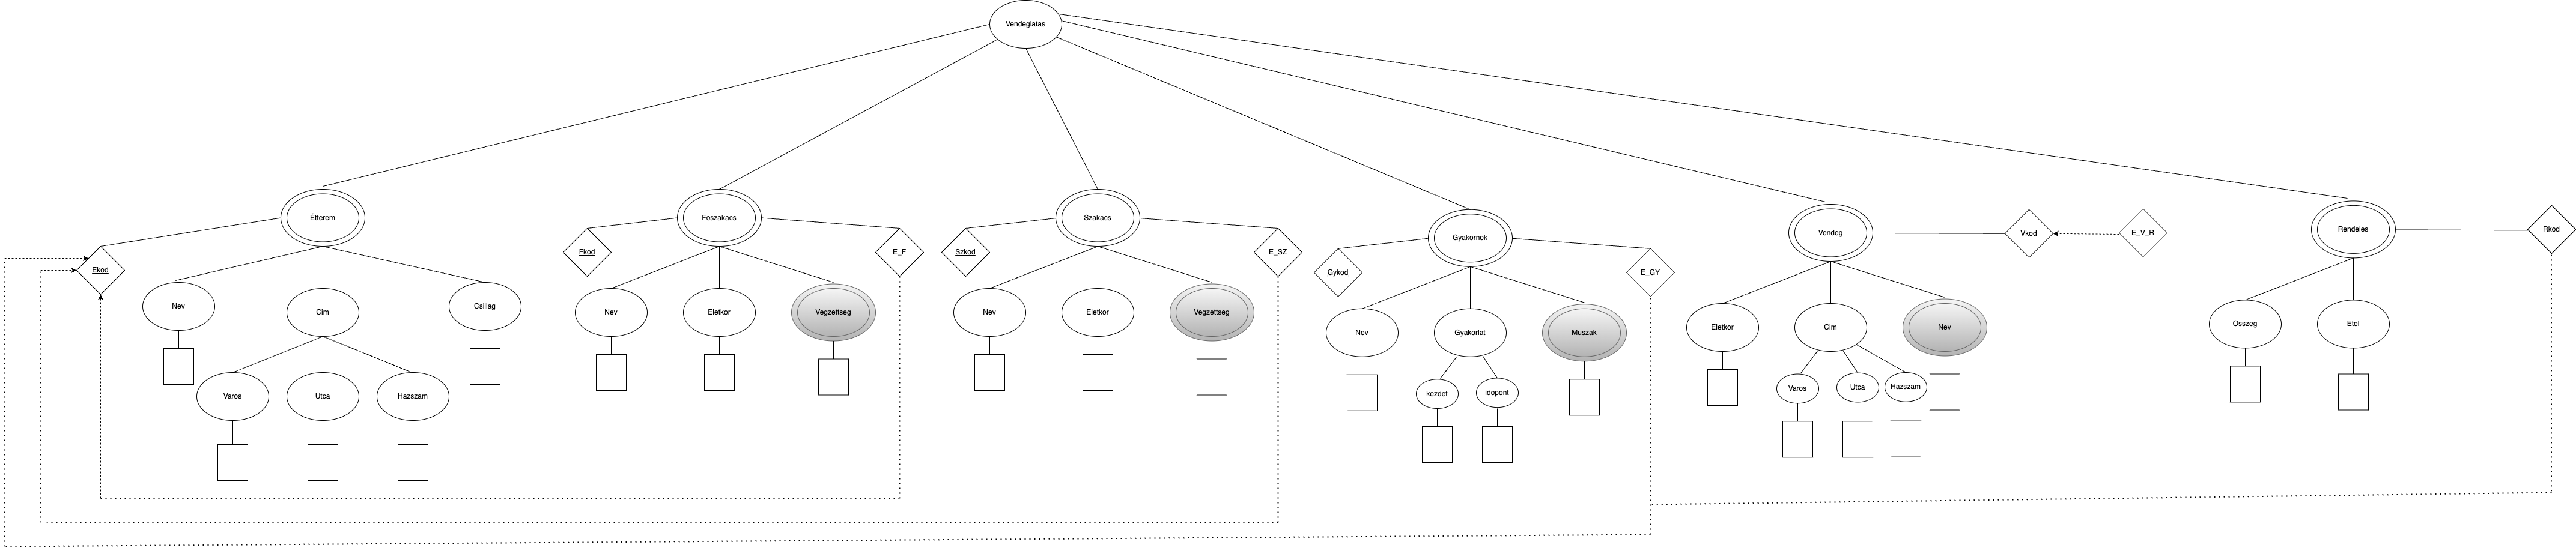 Vendeglatas
Étterem
Foszakacs
Szakacs
Gyakornok
Vendeg
Rendeles
Ekod
Fkod
E_F
Szkod
E_SZ
Gykod
E_GY
Vkod
E_V_R
Rkod
Nev
Cim
Csillag
Nev
Eletkor
Vegzettseg
Nev
Eletkor
Vegzettseg
Nev
Gyakorlat
Muszak
Eletkor
Cim
Nev
Osszeg
Etel
Varos
Utca
Hazszam
kezdet
idopont
Varos
Utca
Hazszam